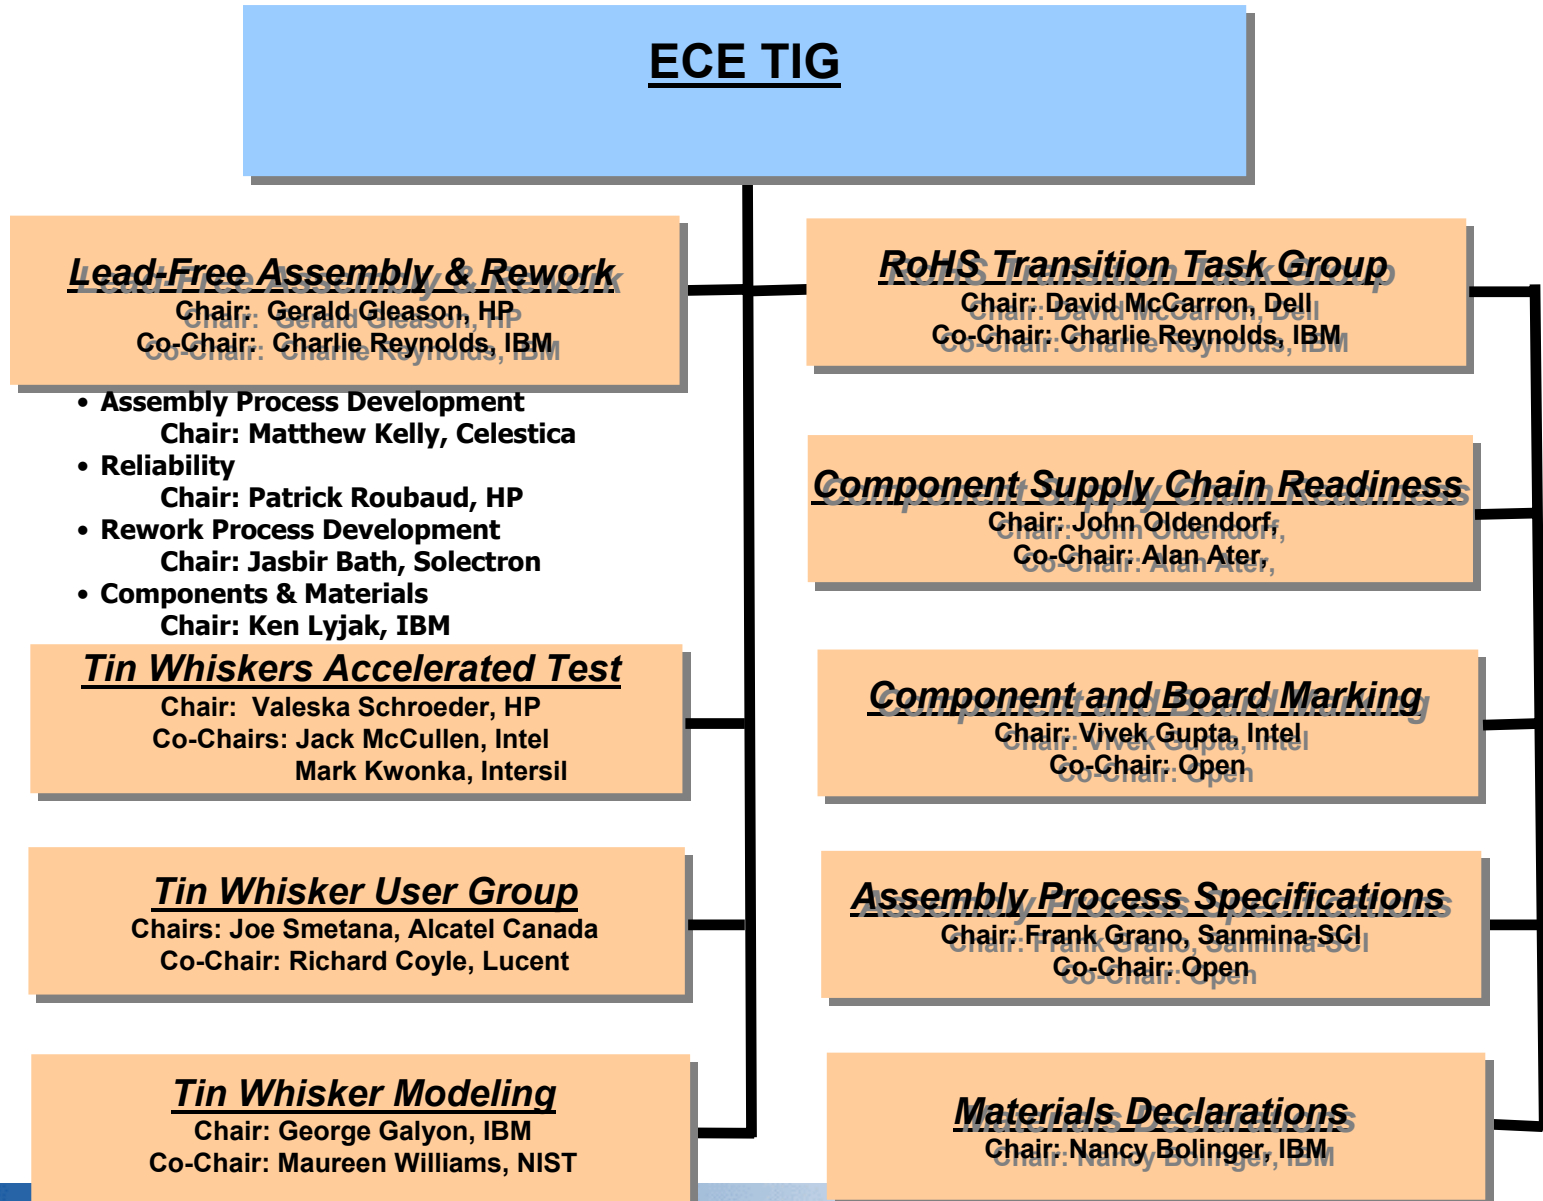 ECE TIG
Lead-Free Assembly & Rework
Chair: Gerald Gleason, HP
Co-Chair: Charlie Reynolds, IBM
• Assembly Process Development
Chair: Matthew Kelly, Celestica
• Reliability
Chair: Patrick Roubaud, HP
• Rework Process Development
Chair: Jasbir Bath, Solectron
• Components & Materials
Chair: Ken Lyjak, IBM
Tin Whiskers Accelerated Test
Chair: Valeska Schroeder, HP
Co-Chairs: Jack McCullen, Intel
Mark Kwonka, Intersil
Tin Whisker User Group
Chairs: Joe Smetana, Alcatel Canada
Co-Chair: Richard Coyle, Lucent
Tin Whisker Modeling
Chair: George Galyon, IBM
Co-Chair: Maureen Williams, NIST
RoHS Transition Task Group
Chair: David McCarron, Dell
Co-Chair: Charlie Reynolds, IBM
Component Supply Chain Readiness
Chair: John Oldendorf,
Co-Chair: Alan Ater,
Component and Board Marking
Chair: Vivek Gupta, Intel
Co-Chair: Open
Assembly Process Specifications
Chair: Frank Grano, Sanmina-SCI
Co-Chair: Open
Materials Declarations
Chair: Nancy Bolinger, IBM